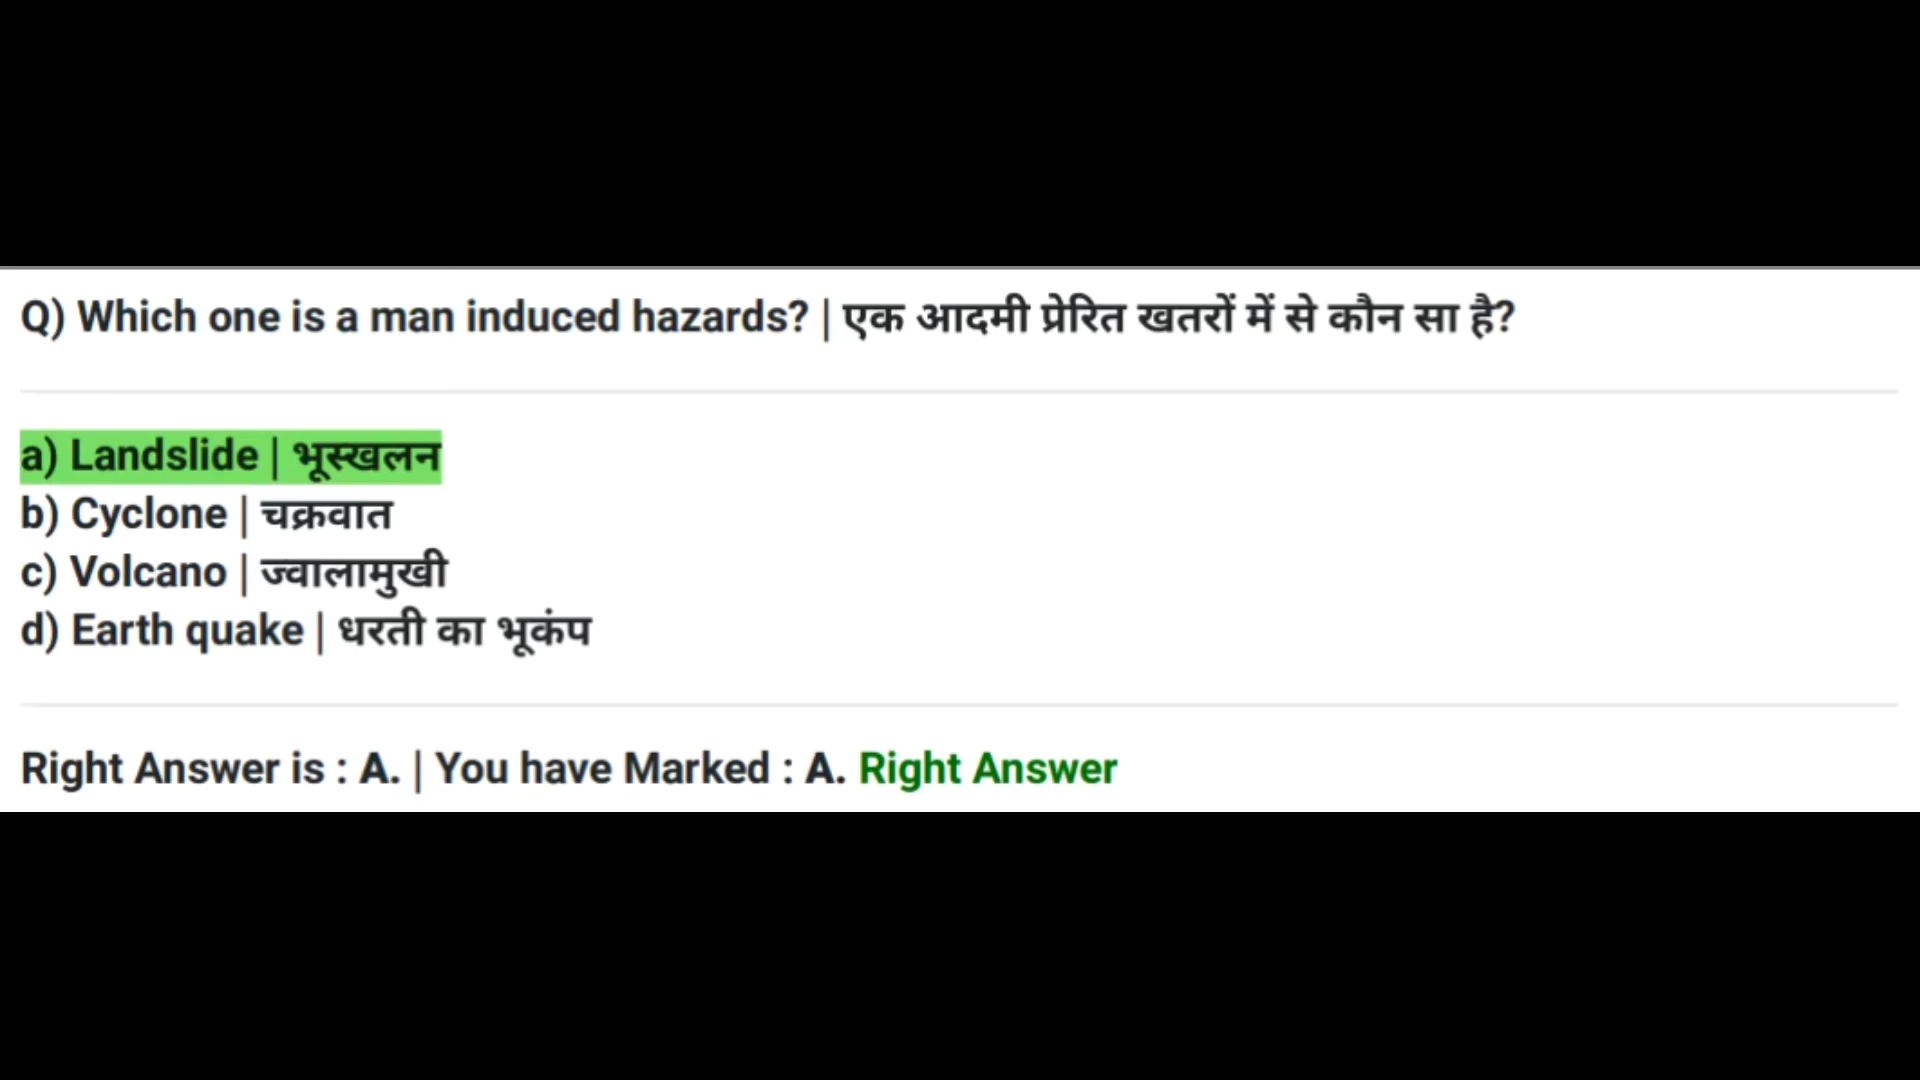 Q) Which one is a man induced hazards? | एक आदमी प्रेरित खतरों में से कौन सा है?
a) Landslide | भूस्खलन
b) Cyclone | चक्रवात
c) Volcano | ज्वालामुखी
d) Earth quake | धरती का भूकंप
Right Answer is : A. | You have Marked : A. Right Answer